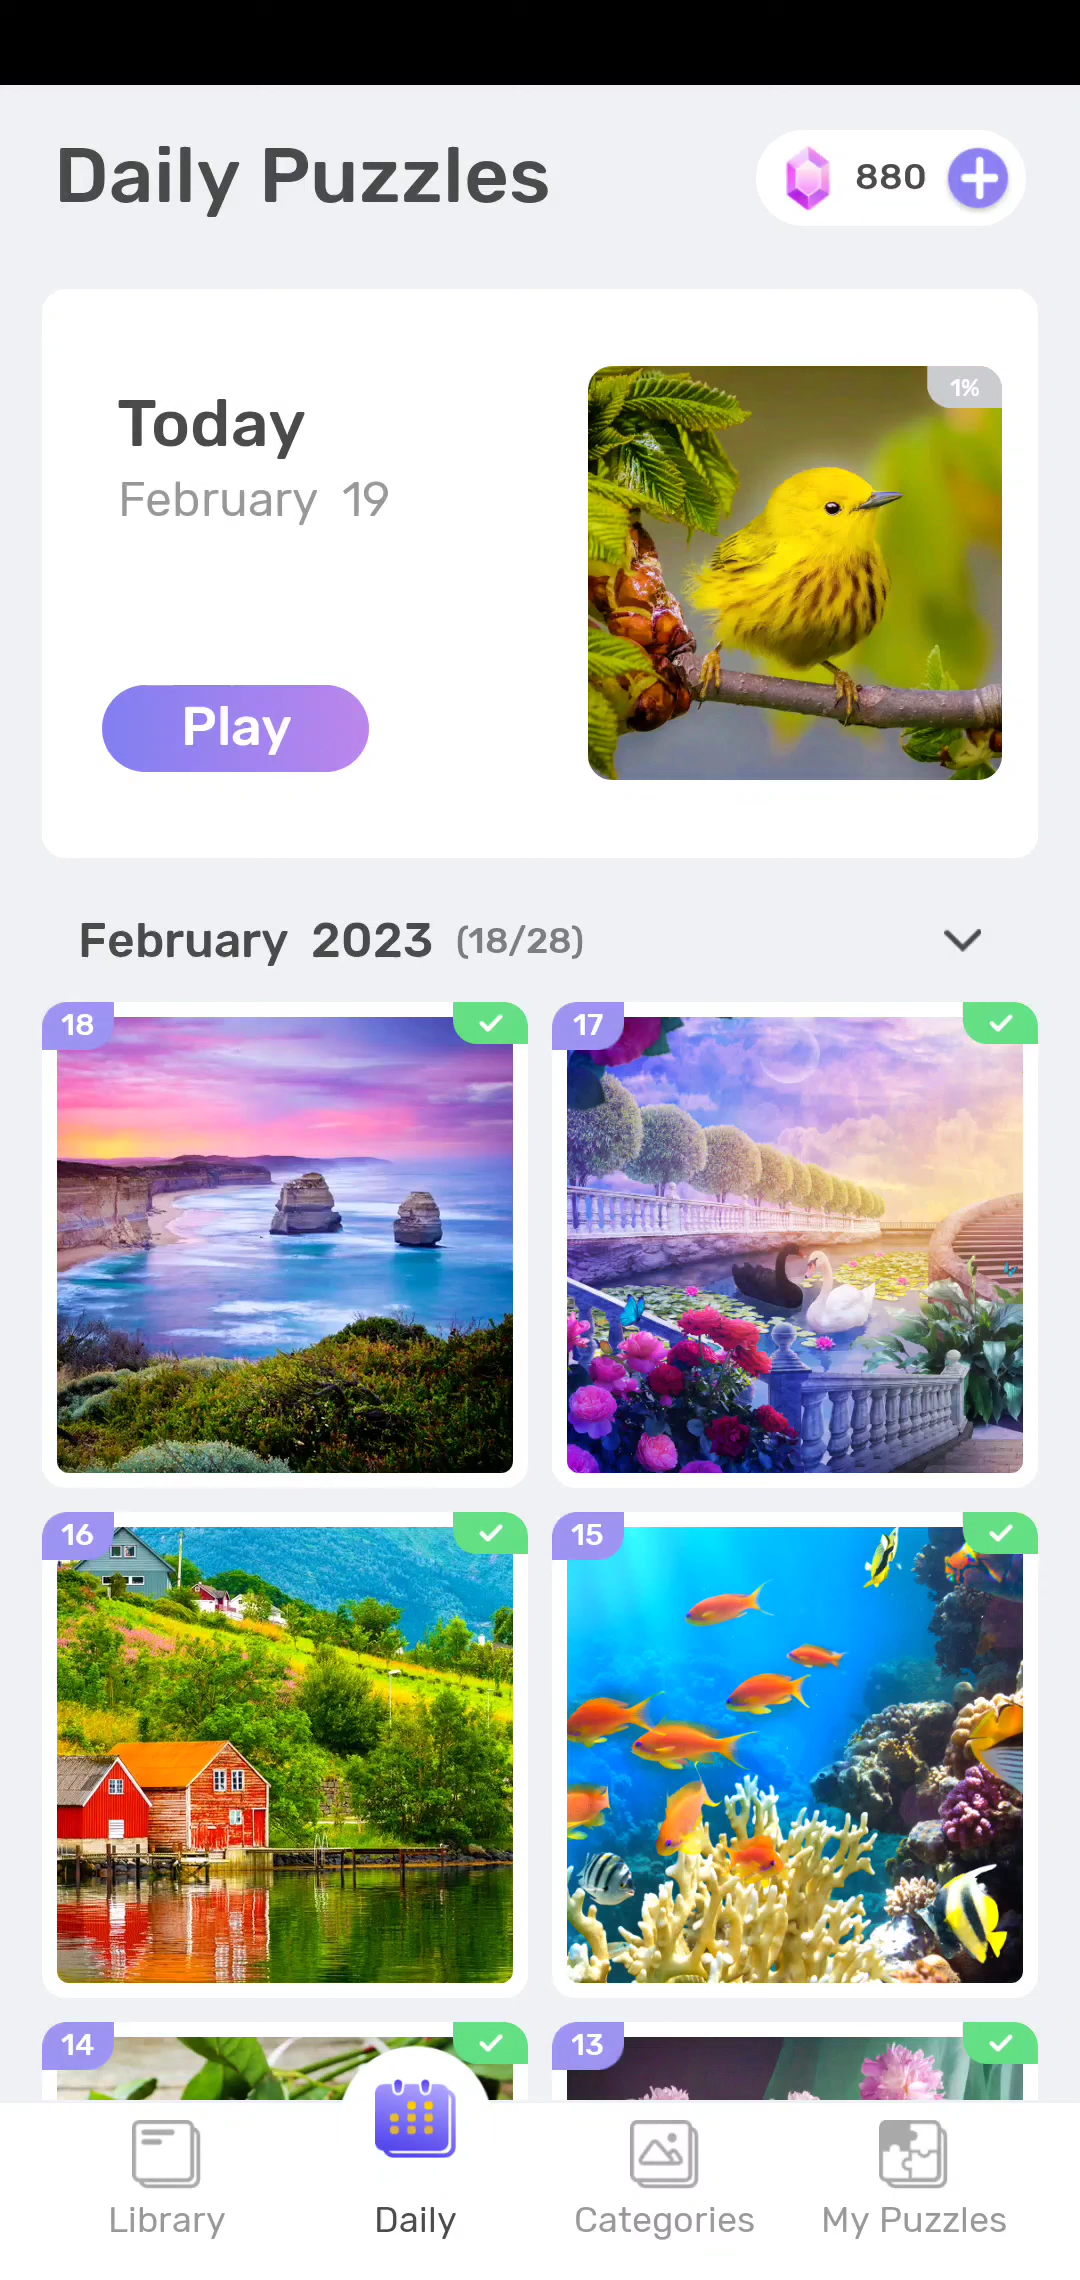 Daily Puzzles
880
1%
Today
February 19
Play
February 2023 (18/28)
18
17
16
15
14
13
Library
Daily
Categories
My Puzzles